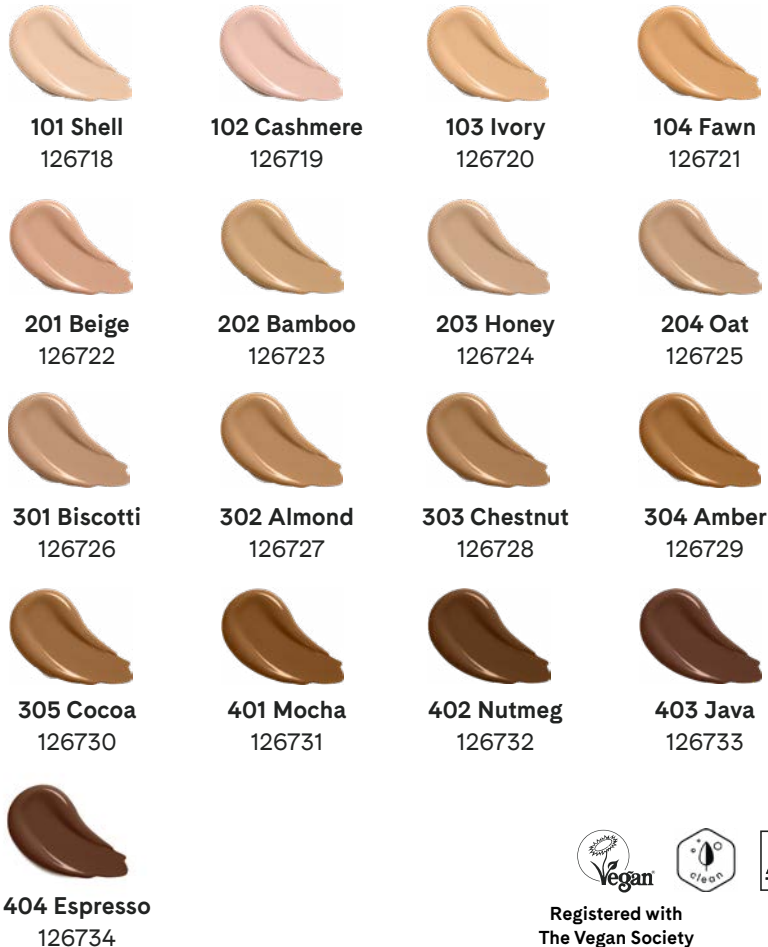 101 Shell
126718
102 Cashmere
126719
103 Ivory
126720
104 Fawn
126721
201 Beige
126722
202 Bamboo
126723
203 Honey
126724
204 Oat
126725
301 Biscotti
126726
302 Almond
126727
303 Chestnut
126728
304 Amber
126729
305 Cocoa
126730
401 Mocha
126731
402 Nutmeg
126732
403 Java
126733
404 Espresso
126734
Vegan
clean
Registered with
The Vegan Society